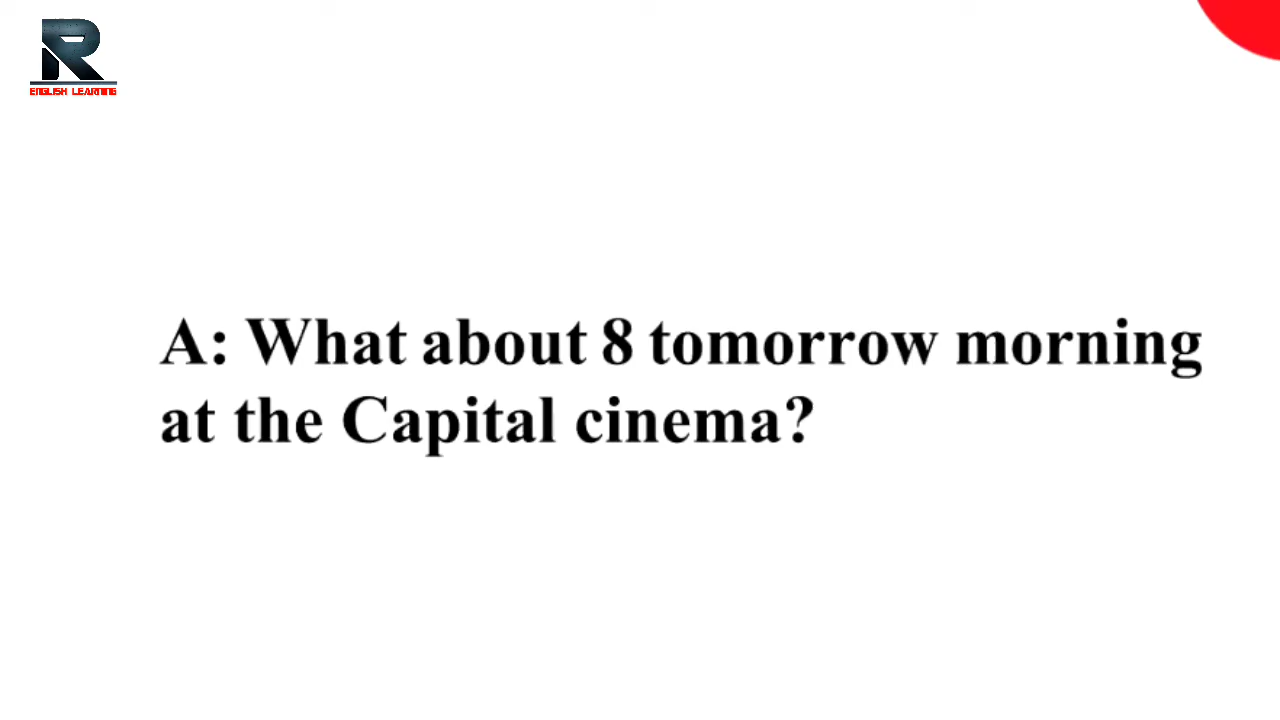 R
ENGLISH LEARNING
A: What about 8 tomorrow morning
at the Capital cinema?